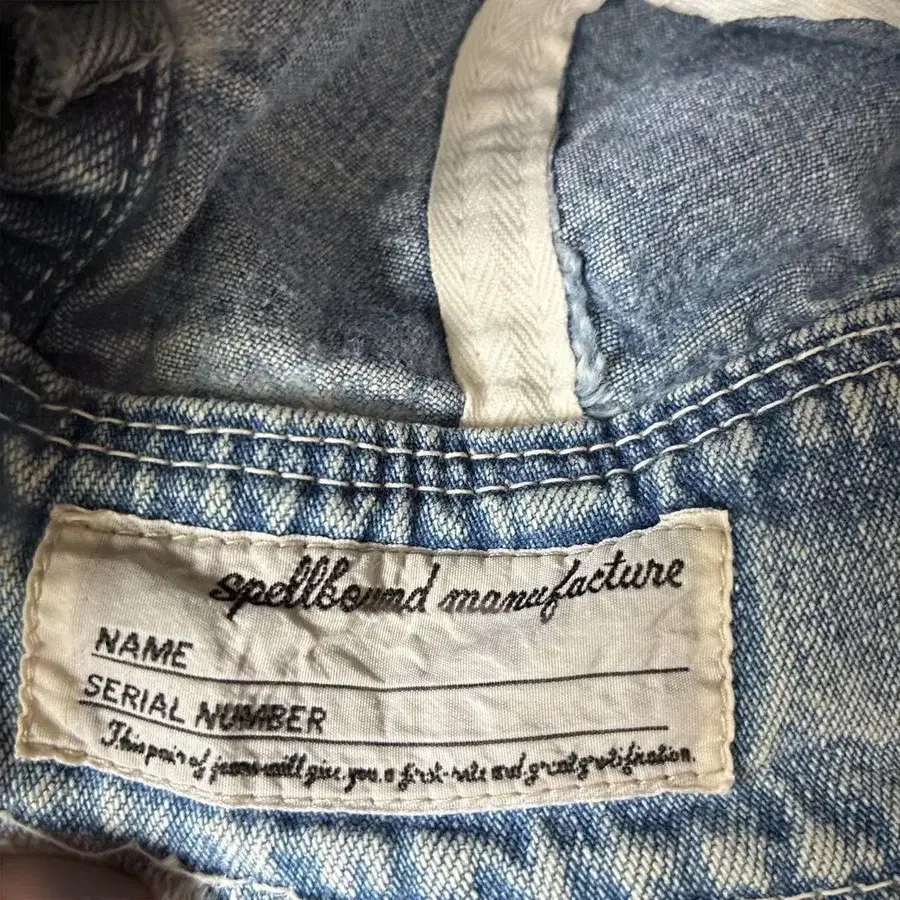 spellbound manufacture
NAME
SERIAL NUMBER
This pair of jeans will give you a first-rate and great gratification.